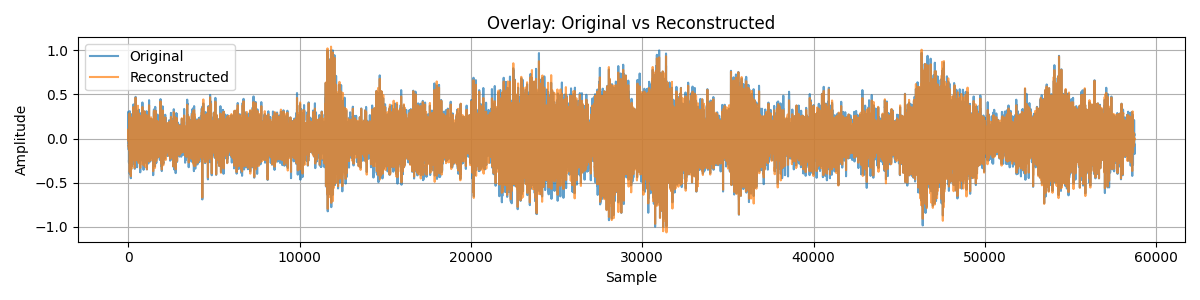 Overlay: Original vs Reconstructed
Original
Reconstructed
Amplitude
1.0
0.5
0.0
−0.5
−1.0
0 10000 20000 30000 40000 50000 60000
Sample